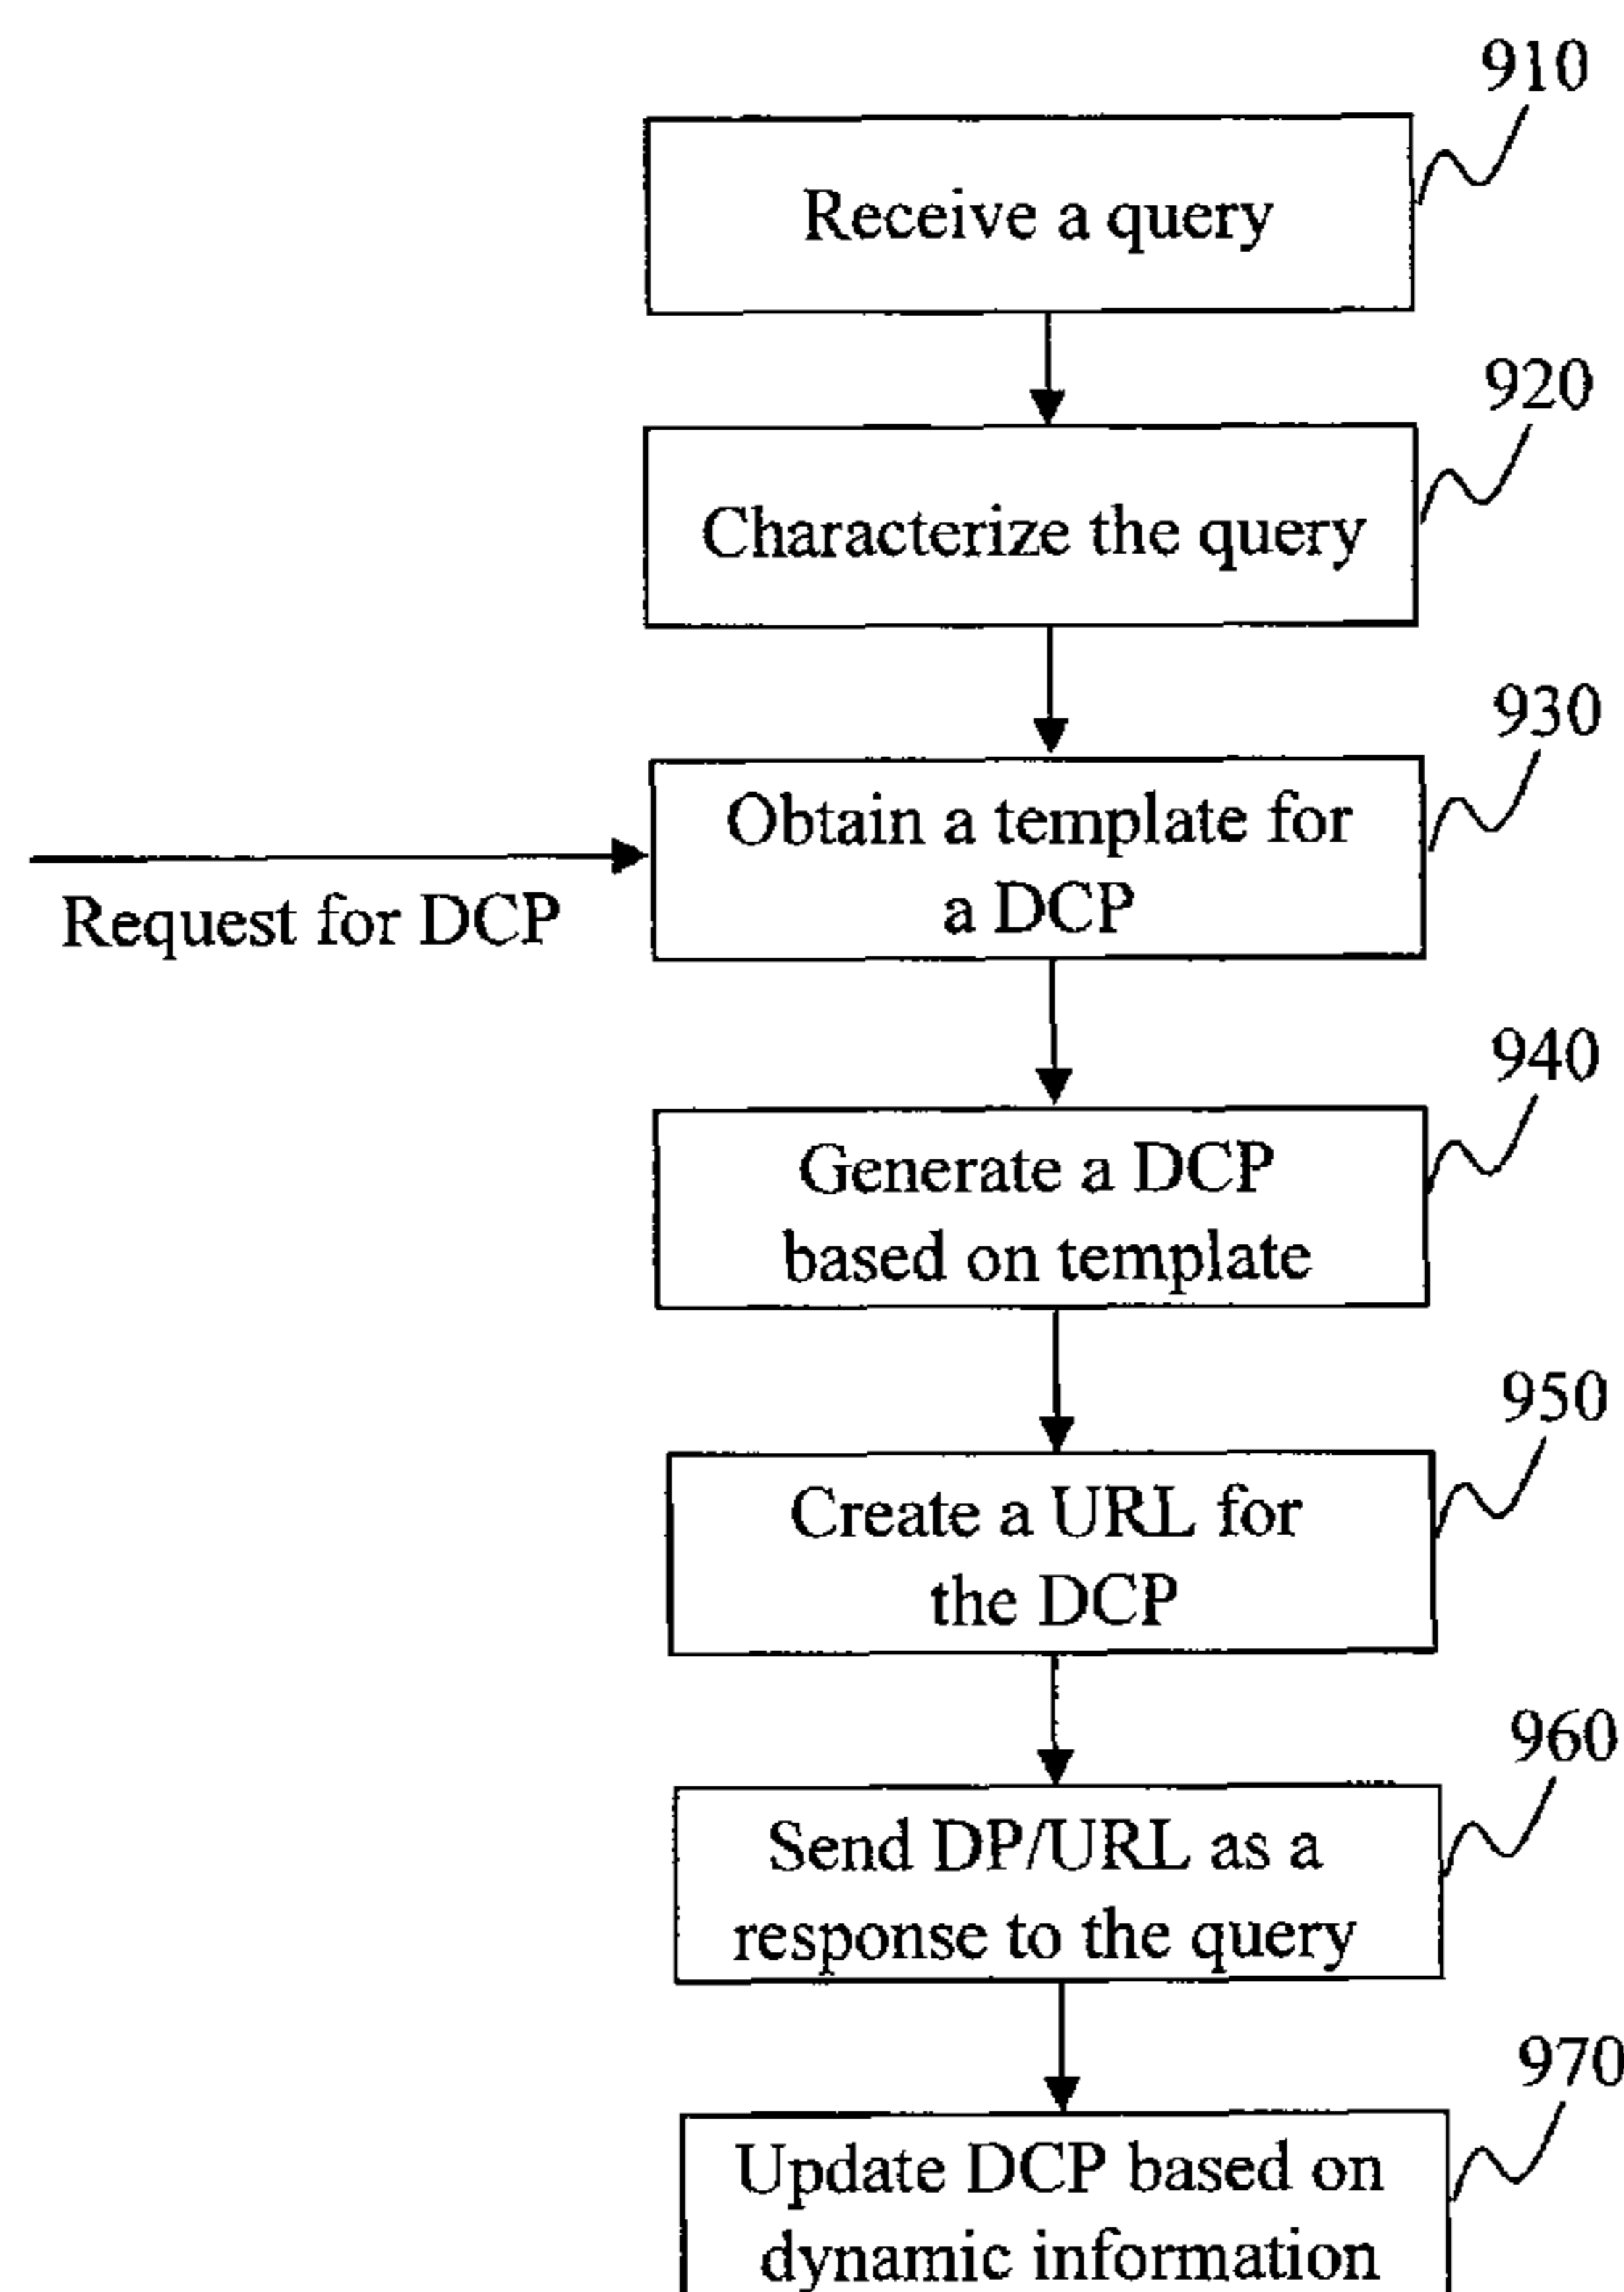 910
Receive a query
920
Characterize the query
930
Obtain a template for
a DCP
Request for DCP
940
Generate a DCP
based on template
950
Create a URL for
the DCP
960
Send DP/URL as a
response to the query
970
Update DCP based on
dynamic information